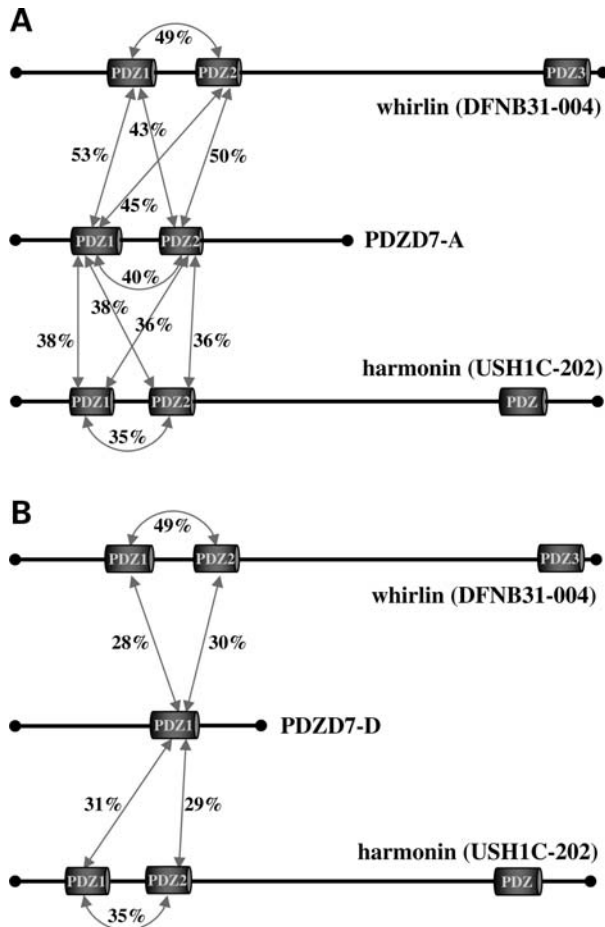 A
49%
PDZ1 PDZ2 PDZ3
whirlin (DFNB31-004)
43%
53% 50%
45%
PDZ1 PDZ2 PDZD7-A
40%
38%
36%
38% 36%
harmonin (USH1C-202)
PDZ1 PDZ2 PDZ
35%
B
49%
PDZ1 PDZ2 PDZ3
whirlin (DFNB31-004)
28% 30%
PDZ1 PDZD7-D
31% 29%
harmonin (USH1C-202)
PDZ1 PDZ2 PDZ
35%